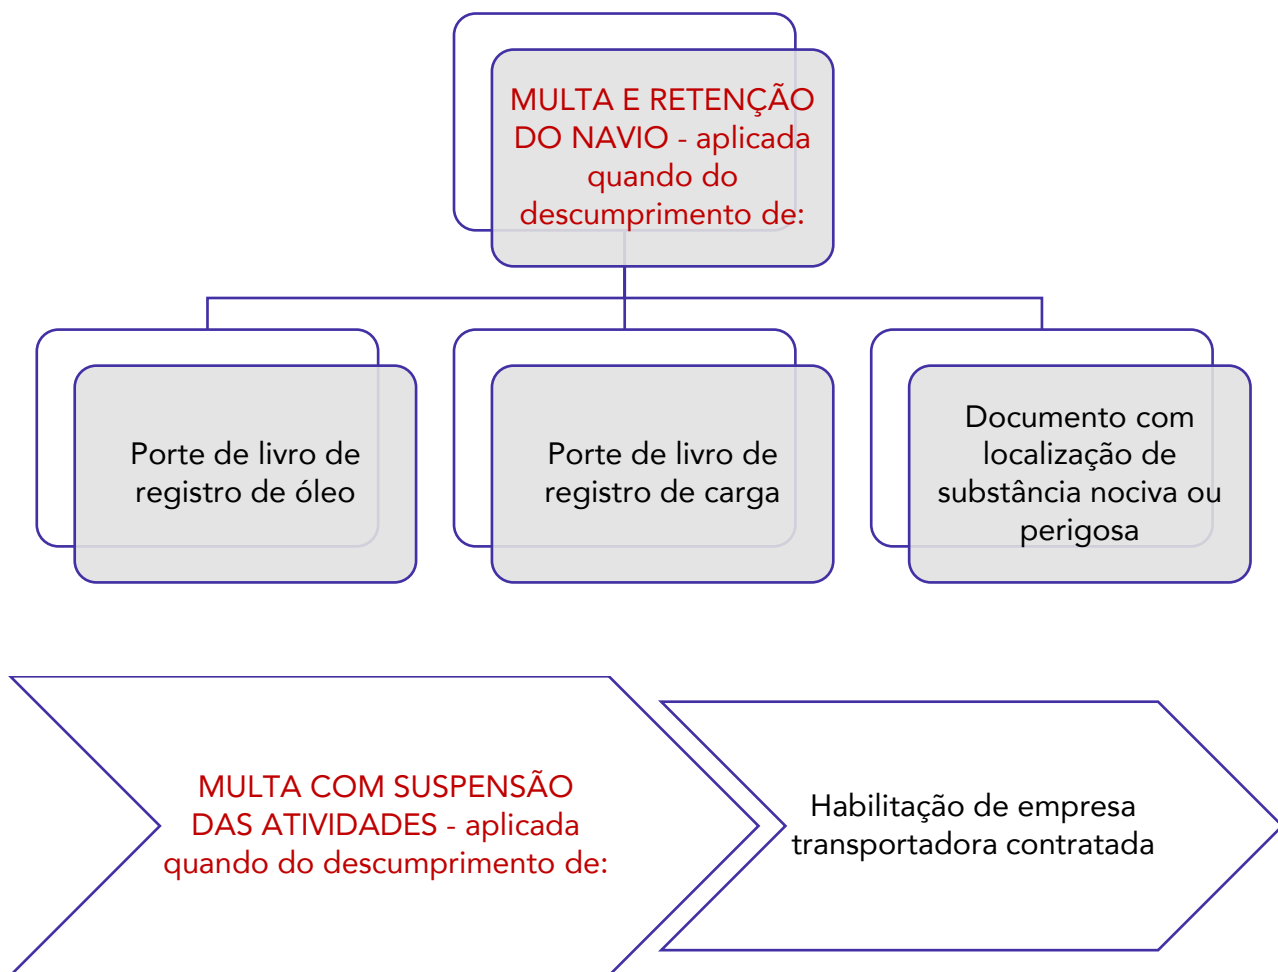 MULTA E RETENÇÃO
DO NAVIO - aplicada
quando do
descumprimento de:
Porte de livro de
registro de óleo
Porte de livro de
registro de carga
Documento com
localização de
substância nociva ou
perigosa
MULTA COM SUSPENSÃO
DAS ATIVIDADES - aplicada
quando do descumprimento de:
Habilitação de empresa
transportadora contratada